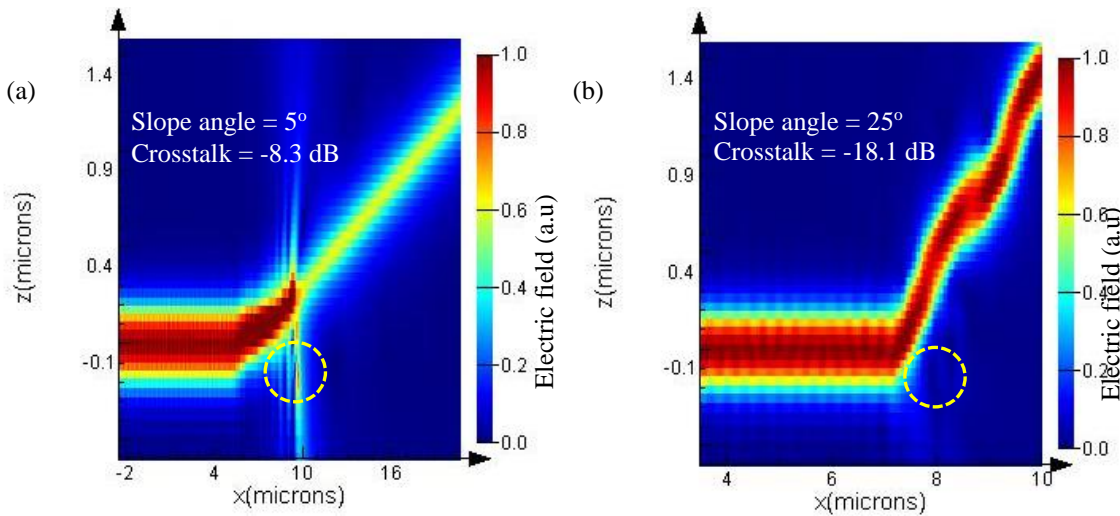 (a)
Slope angle = 5°
Crosstalk = -8.3 dB
z(microns)
1.4
0.9
0.4
-0.1
-2
4
10
16
x(microns)
1.0
0.8
0.6
0.4
0.2
0.0
Electric field (a.u)
(b)
Slope angle = 25°
Crosstalk = -18.1 dB
z(microns)
1.4
0.9
0.4
-0.1
4
6
8
10
x(microns)
1.0
0.8
0.6
0.4
0.2
0.0
Electric field (a.u)